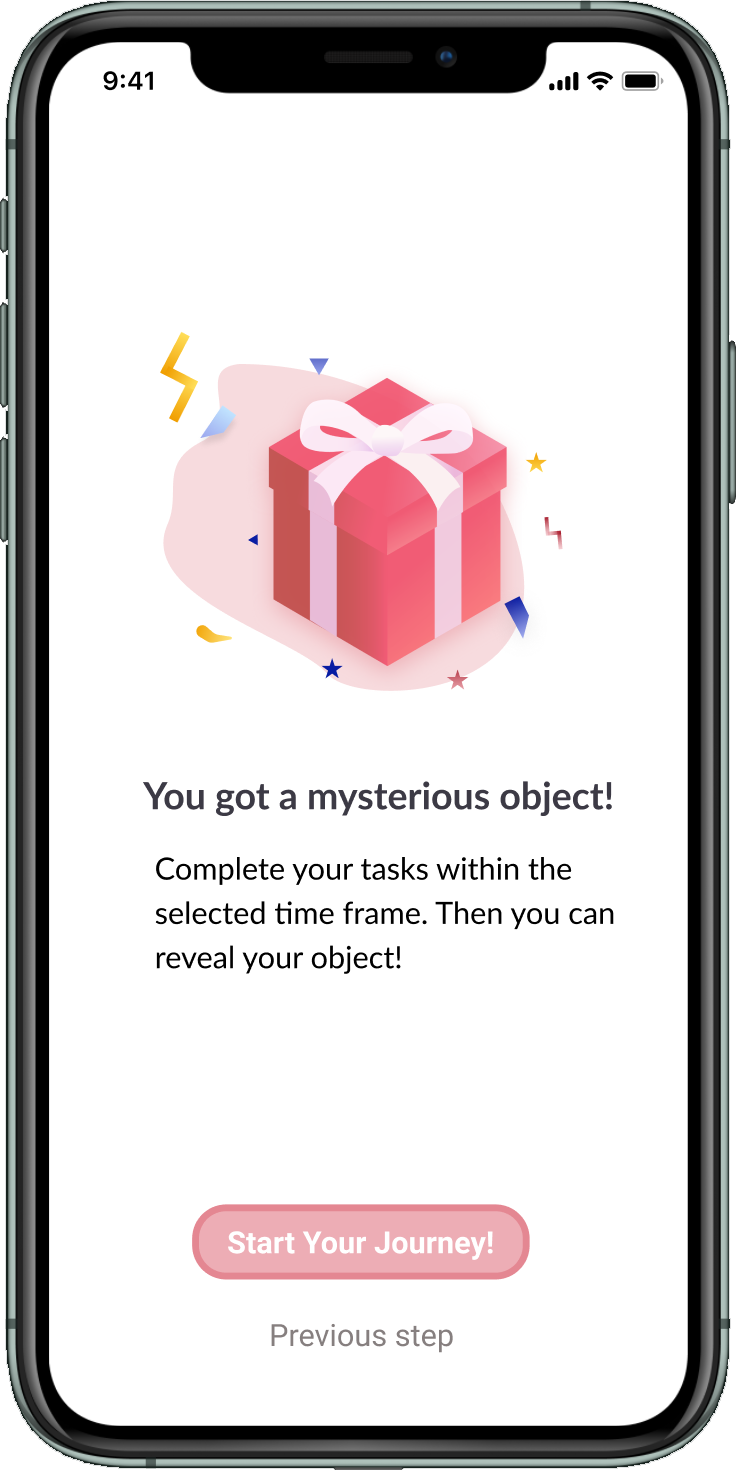 9:41
You got a mysterious object!
Complete your tasks within the
selected time frame. Then you can
reveal your object!
Start Your Journey!
Previous step